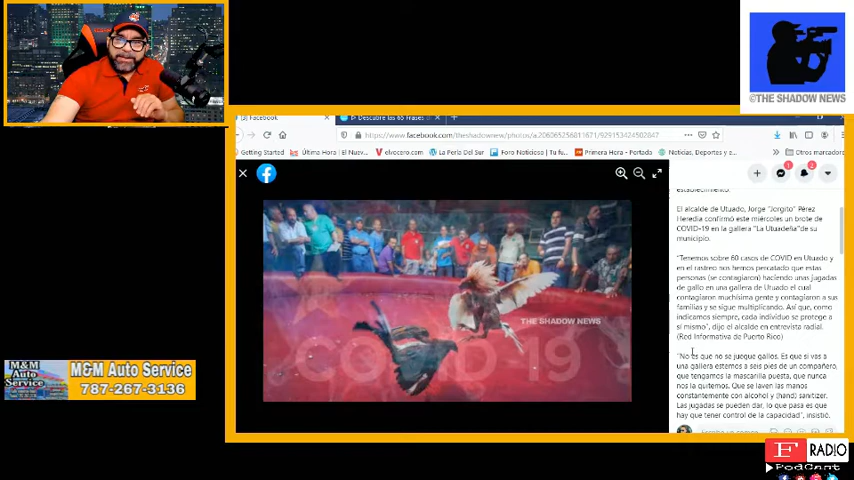 ©THE SHADOW NEWS
Facebook
Descubre las 65 Frases
https://www.facebook.com/theshadownew/photos/a.206065256811671/929153424502847
Getting Started
Última Hora | El Nuev...
elvocero.com
La Perla Del Sur
Foro Noticioso | Tu fu...
Primera Hora - Portada
Noticias, Deportes y e...
Otros marcadores
1
2
establecimiento.
El alcalde de Utuado, Jorge "Jorgito" Pérez
Heredia confirmó este miércoles un brote de
COVID-19 en la gallera "La Utuadeña"de su
municipio.
"Tenemos sobre 60 casos de COVID en Utuado y
en el rastreo nos hemos percatado que estas
personas (se contagiaron) haciendo unas jugadas
de gallo en una gallera de Utuado el cual
contagiaron muchísima gente y contagiaron a sus
familias y se sigue multiplicando. Así que, como
indicamos siempre, cada individuo se protege a
sí mismo", dijo el alcalde en entrevista radial.
(Red Informativa de Puerto Rico)
"No es que no se juegue gallos. Es que si vas a
una gallera estemos a seis pies de un compañero,
que tengamos la mascarilla puesta, que nunca
nos la quitemos. Que se laven las manos
constantemente con alcohol y (hand) sanitizer.
Las jugadas se pueden dar, lo que pasa es que
hay que tener control de la capacidad", insistió.
THE SHADOW NEWS
COVID-19
M&M
Auto Service
M&M Auto Service
787-267-3136
F RADIO
PodCast